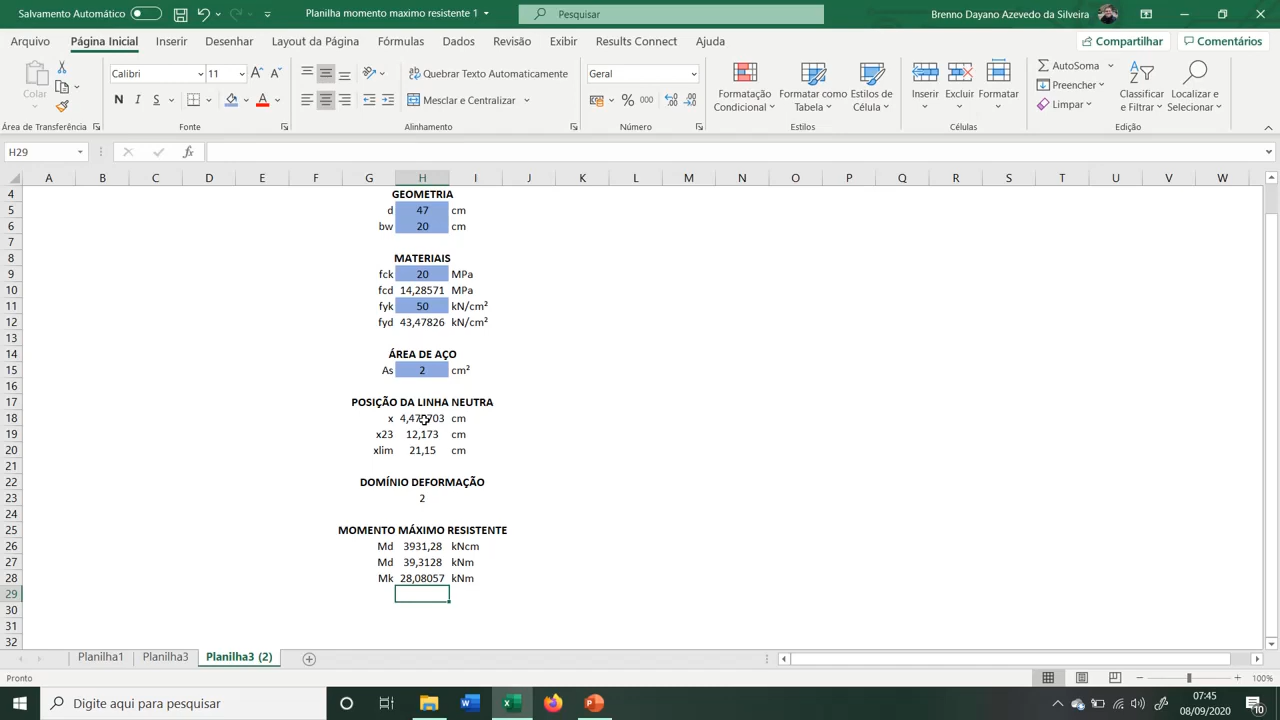 Salvamento Automático
Planilha momento máximo resistente 1
Pesquisar
Brenno Dayano Azevedo da Silveira
Arquivo Página Inicial Inserir Desenhar Layout da Página Fórmulas Dados Revisão Exibir Results Connect Ajuda
Compartilhar Comentários
Colar
Calibri 11
N I S
Quebrar Texto Automaticamente
Mesclar e Centralizar
Geral
% 000
Formatação Condicional
Formatar como Tabela
Estilos de Célula
Inserir Excluir Formatar
AutoSoma
Preencher
Limpar
Classificar e Filtrar
Localizar e Selecionar
Área de Transferência Fonte Alinhamento Número Estilos Células Edição
H29 fx
A B C D E F G H I J K L M N O P Q R S T U V W
4 GEOMETRIA
5 d 47 cm
6 bw 20 cm
7
8 MATERIAIS
9 fck 20 MPa
10 fcd 14,28571 MPa
11 fyk 50 kN/cm²
12 fyd 43,47826 kN/cm²
13
14 ÁREA DE AÇO
15 As 2 cm²
16
17 POSIÇÃO DA LINHA NEUTRA
18 x cm
19 x23 12,173 cm
20 xlim 21,15 cm
21
22 DOMÍNIO DEFORMAÇÃO
23 2
24
25 MOMENTO MÁXIMO RESISTENTE
26 Md 3931,28 kNcm
27 Md 39,3128 kNm
28 Mk 28,08057 kNm
29
30
31
32
Planilha1 Planilha3 Planilha3 (2)
Pronto
100%
Digite aqui para pesquisar
07:45
08/09/2020